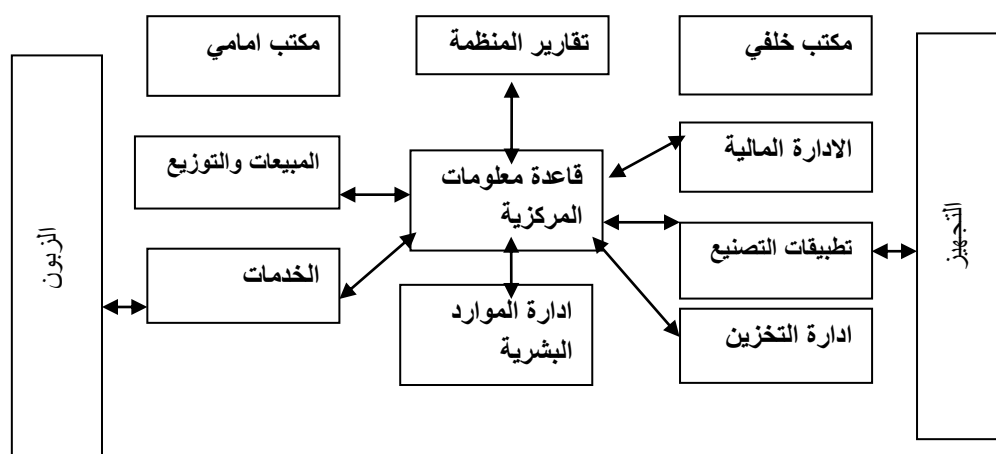 مكتب خلفي
تقارير المنظمة
مكتب امامي
الادارة المالية
المبيعات والتوزيع
قاعدة معلومات
المركزية
التجهيز
تطبيقات التصنيع
الزبون
الخدمات
ادارة الموارد
البشرية
ادارة التخزين